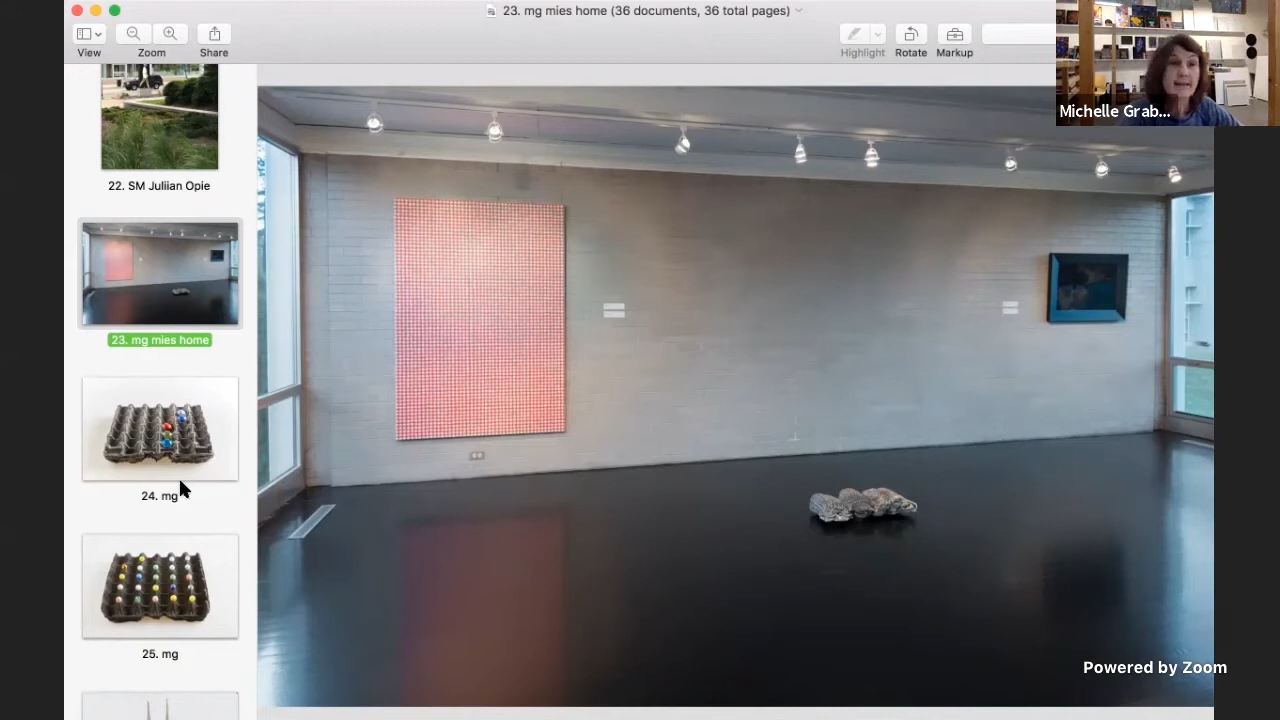 23. mg mies home (36 documents, 36 total pages)
View
Zoom
Share
Highlight
Rotate
Markup
Michelle Grab...
22. SM Juliian Opie
23. mg mies home
24. mg
25. mg
Powered by Zoom